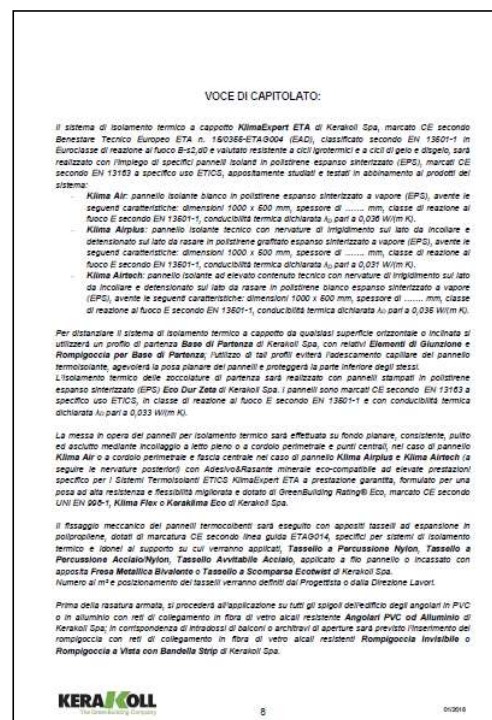 VOCE DI CAPITOLATO:
Il sistema di isolamento termico a cappotto KlimaExpert ETA di Kerakoll Spa, marcato CE secondo
Benestare Tecnico Europeo ETA n. 15/0365-ETAG004 (EAD), classificato secondo EN 13501-1 in
Euroclasse di reazione al fuoco B-s2,d0 e valutato resistente a cicli igrotermici e a cicli di gelo e disgelo, sarà
realizzato con l'impiego di specifici pannelli isolanti in polistirene espanso sinterizzato (EPS), marcati CE
secondo EN 13163 a specifico uso ETICS, appositamente studiati e testati in abbinamento ai prodotti del
sistema:
- Klima Air: pannello isolante bianco in polistirene espanso sinterizzato a vapore (EPS), avente le
seguenti caratteristiche: dimensioni 1000 x 500 mm, spessore di ....... mm, classe di reazione al
fuoco E secondo EN 13501-1, conducibilità termica dichiarata λD pari a 0,036 W/(m K).
- Klima Airplus: pannello isolante tecnico con nervature di irrigidimento sul lato da incollare e
detensionato sul lato da rasare in polistirene grafitato espanso sinterizzato a vapore (EPS), avente le
seguenti caratteristiche: dimensioni 1000 x 500 mm, spessore di ....... mm, classe di reazione al
fuoco E secondo EN 13501-1, conducibilità termica dichiarata λD pari a 0,031 W/(m K).
- Klima Airtech: pannello isolante ad elevato contenuto tecnico con nervature di irrigidimento sul lato
da incollare e detensionato sul lato da rasare in polistirene bianco espanso sinterizzato a vapore
(EPS), avente le seguenti caratteristiche: dimensioni 1000 x 500 mm, spessore di ....... mm, classe
di reazione al fuoco E secondo EN 13501-1, conducibilità termica dichiarata λD pari a 0,036 W/(m K).
Per distanziare il sistema di isolamento termico a cappotto da qualsiasi superficie orizzontale o inclinata si
utilizzerà un profilo di partenza Base di Partenza di Kerakoll Spa, con relativi Elementi di Giunzione e
Rompigoccia per Base di Partenza; l'utilizzo di tali profili eviterà l'adescamento capillare del pannello
termoisolante, agevolerà la posa planare dei pannelli e proteggerà la parte inferiore degli stessi.
L'isolamento termico delle zoccolature di partenza sarà realizzato con pannelli stampati in polistirene
espanso sinterizzato (EPS) Eco Dur Zeta di Kerakoll Spa. I pannelli sono marcati CE secondo EN 13163 a
specifico uso ETICS, in classe di reazione al fuoco E secondo EN 13501-1 e con conducibilità termica
dichiarata λD pari a 0,033 W/(m K).
La messa in opera dei pannelli per isolamento termico sarà effettuata su fondo planare, consistente, pulito
ed asciutto mediante incollaggio a letto pieno o a cordolo perimetrale e punti centrali, nel caso di pannello
Klima Air o a cordolo perimetrale e fascia centrale nel caso di pannello Klima Airplus e Klima Airtech (a
seguire le nervature posteriori) con Adesivo&Rasante minerale eco-compatibile ad elevate prestazioni
specifico per i Sistemi Termoisolanti ETICS KlimaExpert ETA a prestazione garantita, formulato per una
posa ad alta resistenza e flessibilità migliorata e dotato di GreenBuilding Rating® Eco, marcato CE secondo
UNI EN 998-1, Klima Flex o Keraklima Eco di Kerakoll Spa.
Il fissaggio meccanico dei pannelli termocoibenti sarà eseguito con appositi tasselli ad espansione in
polipropilene, dotati di marcatura CE secondo linea guida ETAG014, specifici per sistemi di isolamento
termico e idonei al supporto su cui verranno applicati, Tassello a Percussione Nylon, Tassello a
Percussione Acciaio/Nylon, Tassello Avvitabile Acciaio, applicato a filo pannello o incassato con
apposita Fresa Metallica Bivalente o Tassello a Scomparsa Ecotwist di Kerakoll Spa.
Numero al m² e posizionamento dei tasselli verranno definiti dal Progettista o dalla Direzione Lavori.
Prima della rasatura armata, si procederà all'applicazione su tutti gli spigoli dell'edificio degli angolari in PVC
o in alluminio con reti di collegamento in fibra di vetro alcali resistente Angolari PVC od Alluminio di
Kerakoll Spa; in corrispondenza di intradossi di balconi o architravi di aperture sarà previsto l'inserimento del
rompigoccia con reti di collegamento in fibra di vetro alcali resistenti Rompigoccia Invisibile o
Rompigoccia a Vista con Bandella Strip di Kerakoll Spa.
KERAKOLL
The GreenBuilding Company
8
01/2018